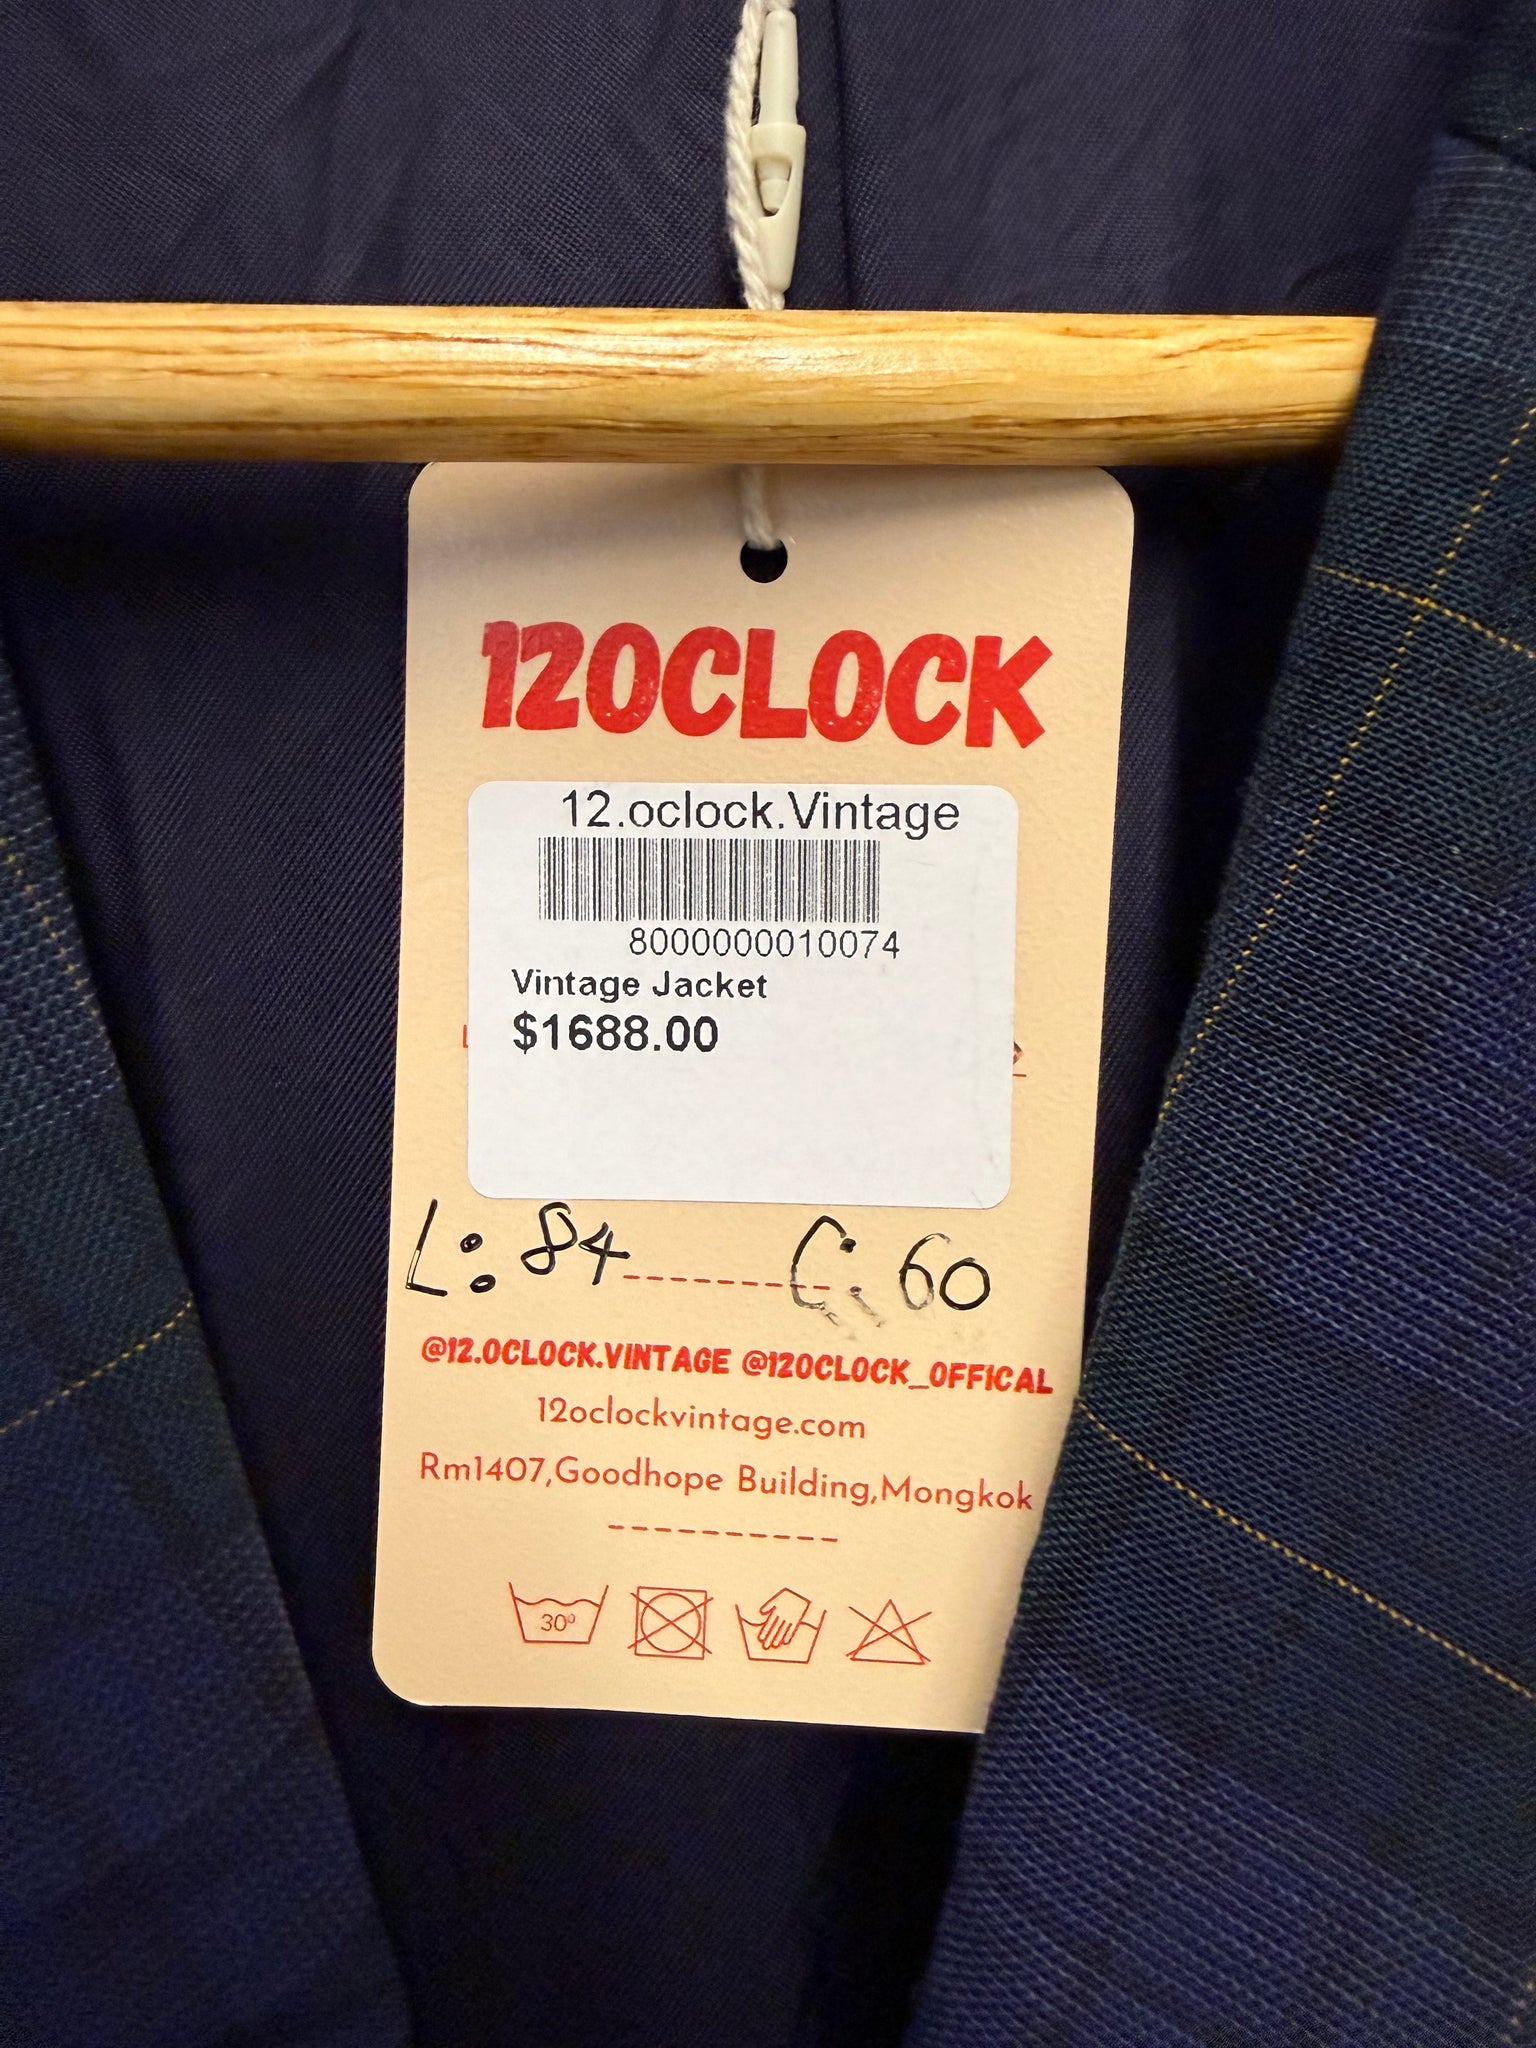 12OCLOCK
12.oclock.Vintage
8000000010074
Vintage Jacket
$1688.00
L: 84 C: 60
@12.OCLOCK.VINTAGE @12OCLOCK_OFFICAL
12oclockvintage.com
Rm1407,Goodhope Building,Mongkok
30°